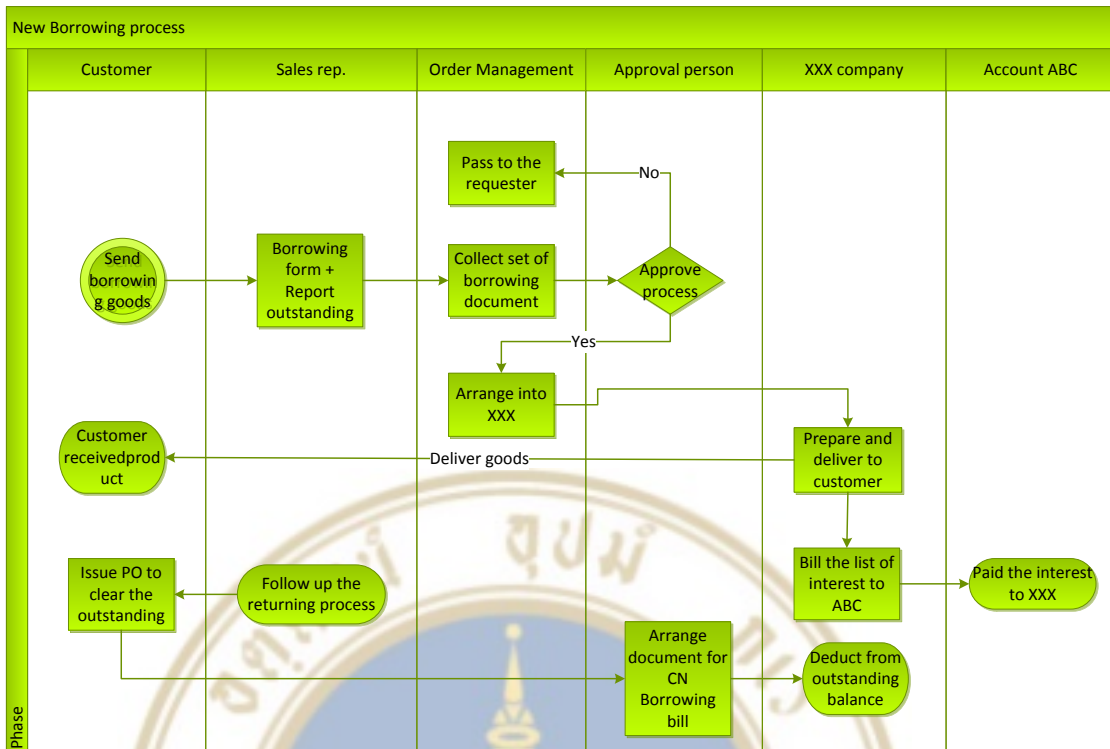 New Borrowing process
Customer
Sales rep.
Order Management
Approval person
XXX company
Account ABC
Pass to the
requester
No
Send
borrowin
g goods
Borrowing
form +
Report
outstanding
Collect set of
borrowing
document
Approve
process
Yes
Arrange into
XXX
Customer
receivedprod
uct
Deliver goods
Prepare and
deliver to
customer
อุปม์
Issue PO to
clear the
outstanding
Follow up the
returning process
Bill the list of
interest to
ABC
Paid the interest
to XXX
Arrange
document for
CN
Borrowing
bill
Deduct from
outstanding
balance
Phase